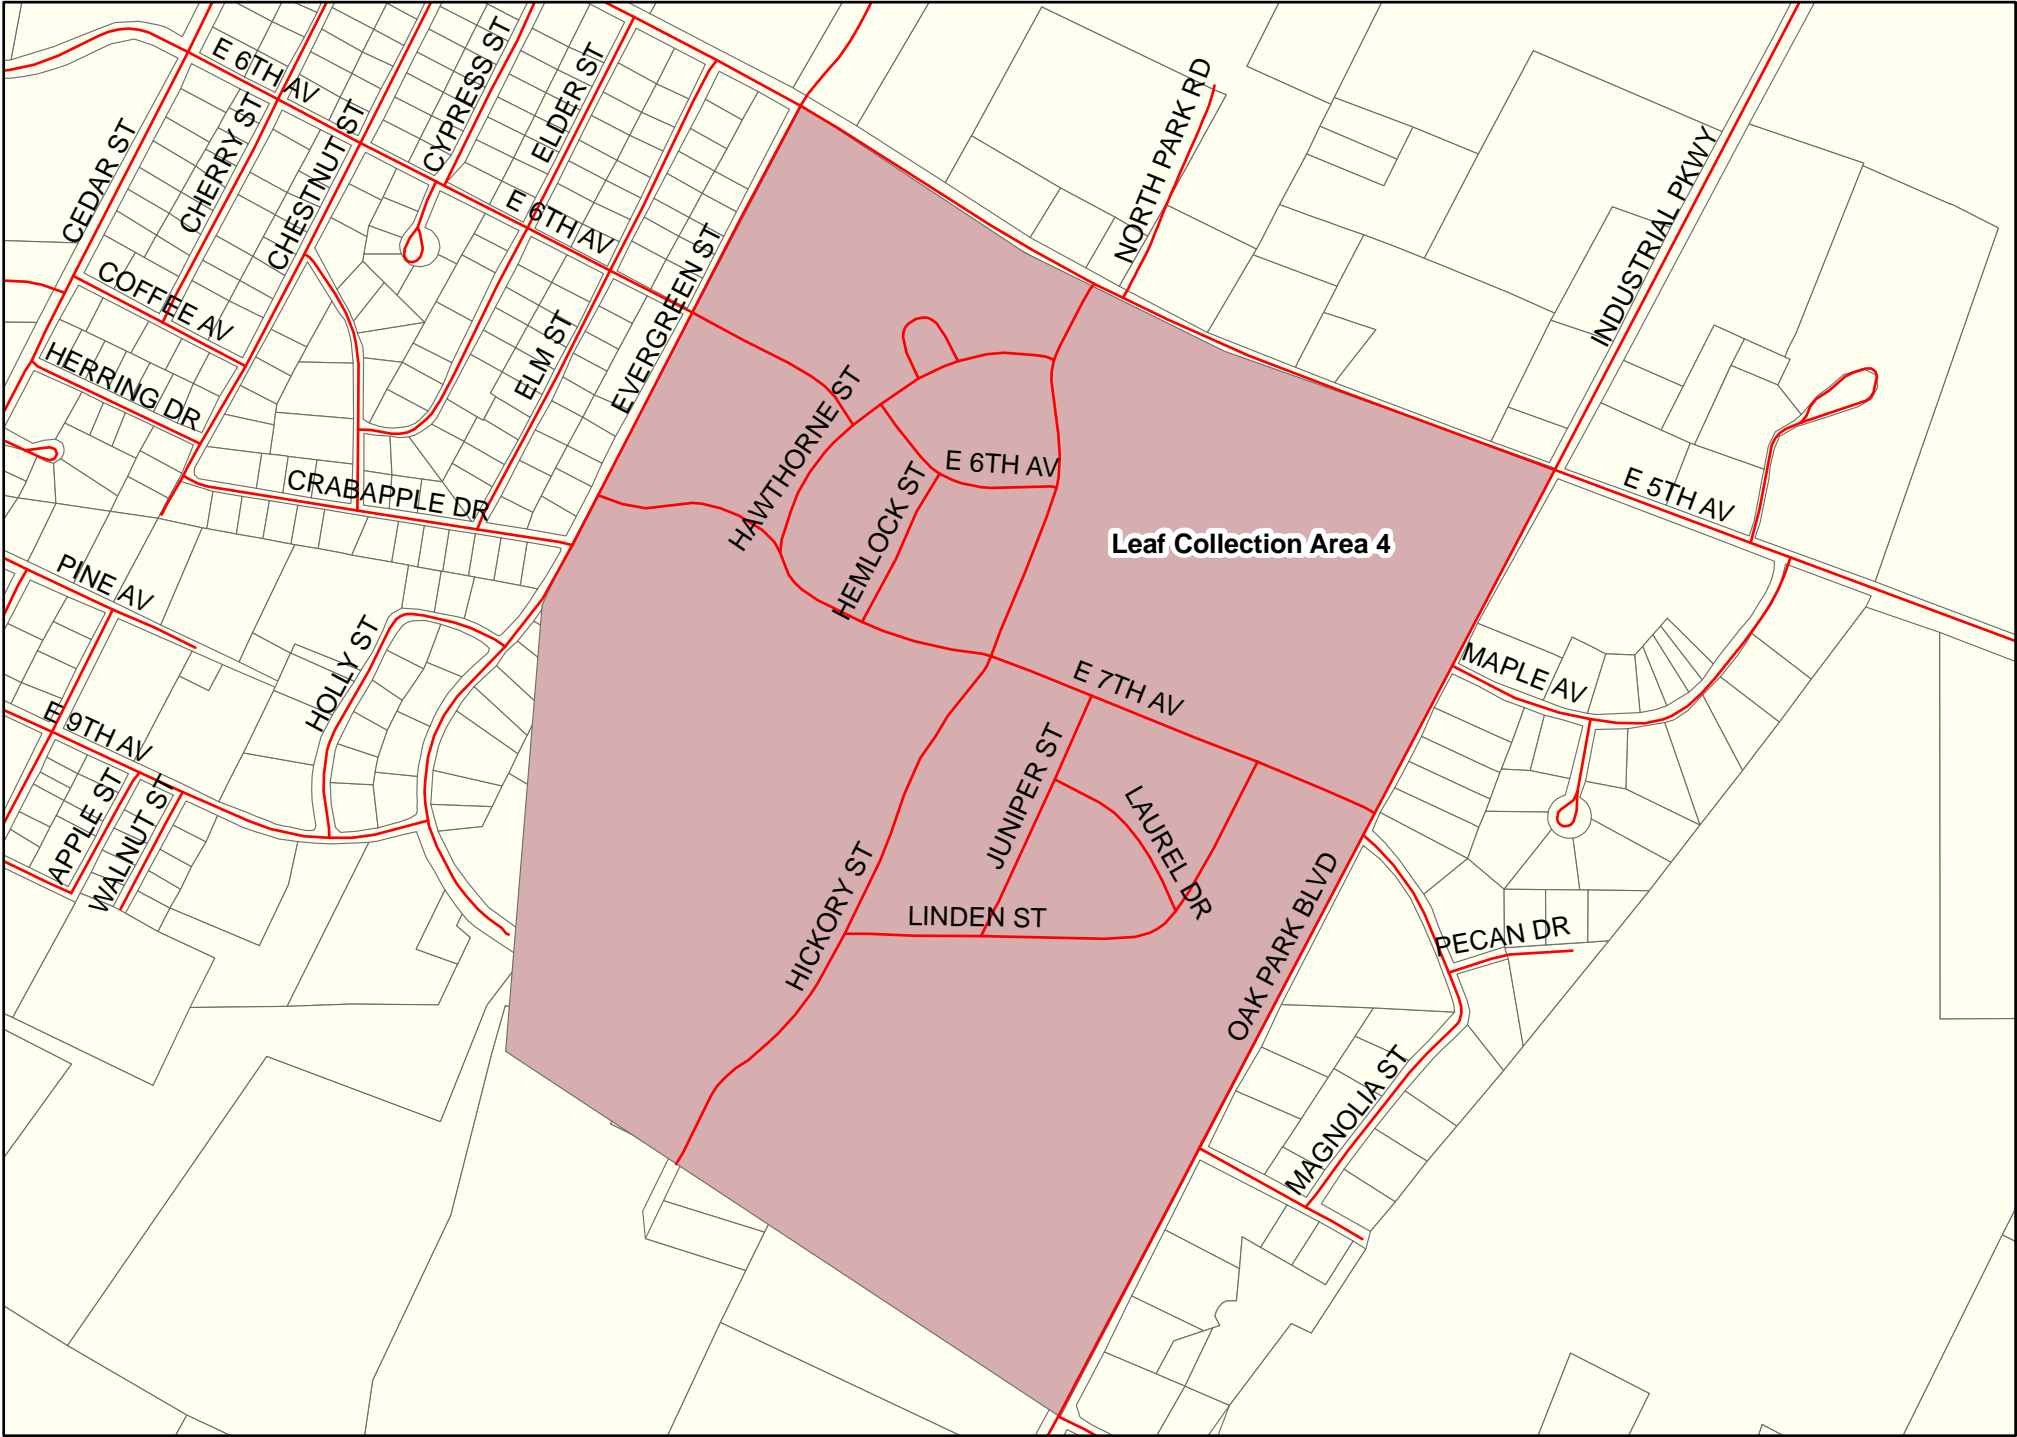 E 6TH AV
CEDAR ST
CHERRY ST
CHESTNUT ST
CYPRESS ST
ELDER ST
E 6TH AV
NORTH PARK RD
INDUSTRIAL PKWY
COFFEE AV
HERRING DR
ELM ST
EVERGREEN ST
CRABAPPLE DR
HAWTHORNE ST
HEMLOCK ST
E 6TH AV
Leaf Collection Area 4
E 5TH AV
PINE AV
HOLLY ST
E 9TH AV
APPLE ST
WALNUT ST
E 7TH AV
MAPLE AV
JUNIPER ST
LAUREL DR
HICKORY ST
LINDEN ST
OAK PARK BLVD
PECAN DR
MAGNOLIA ST